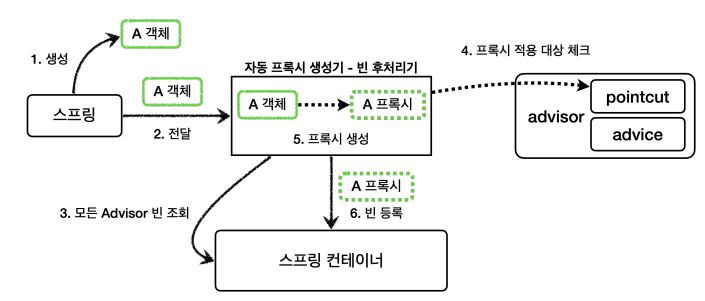 A 객체
1. 생성
스프링
A 객체
2. 전달
자동 프록시 생성기 - 빈 후처리기
A 객체
A 프록시
5. 프록시 생성
4. 프록시 적용 대상 체크
advisor
pointcut
advice
3. 모든 Advisor 빈 조회
A 프록시
6. 빈 등록
스프링 컨테이너